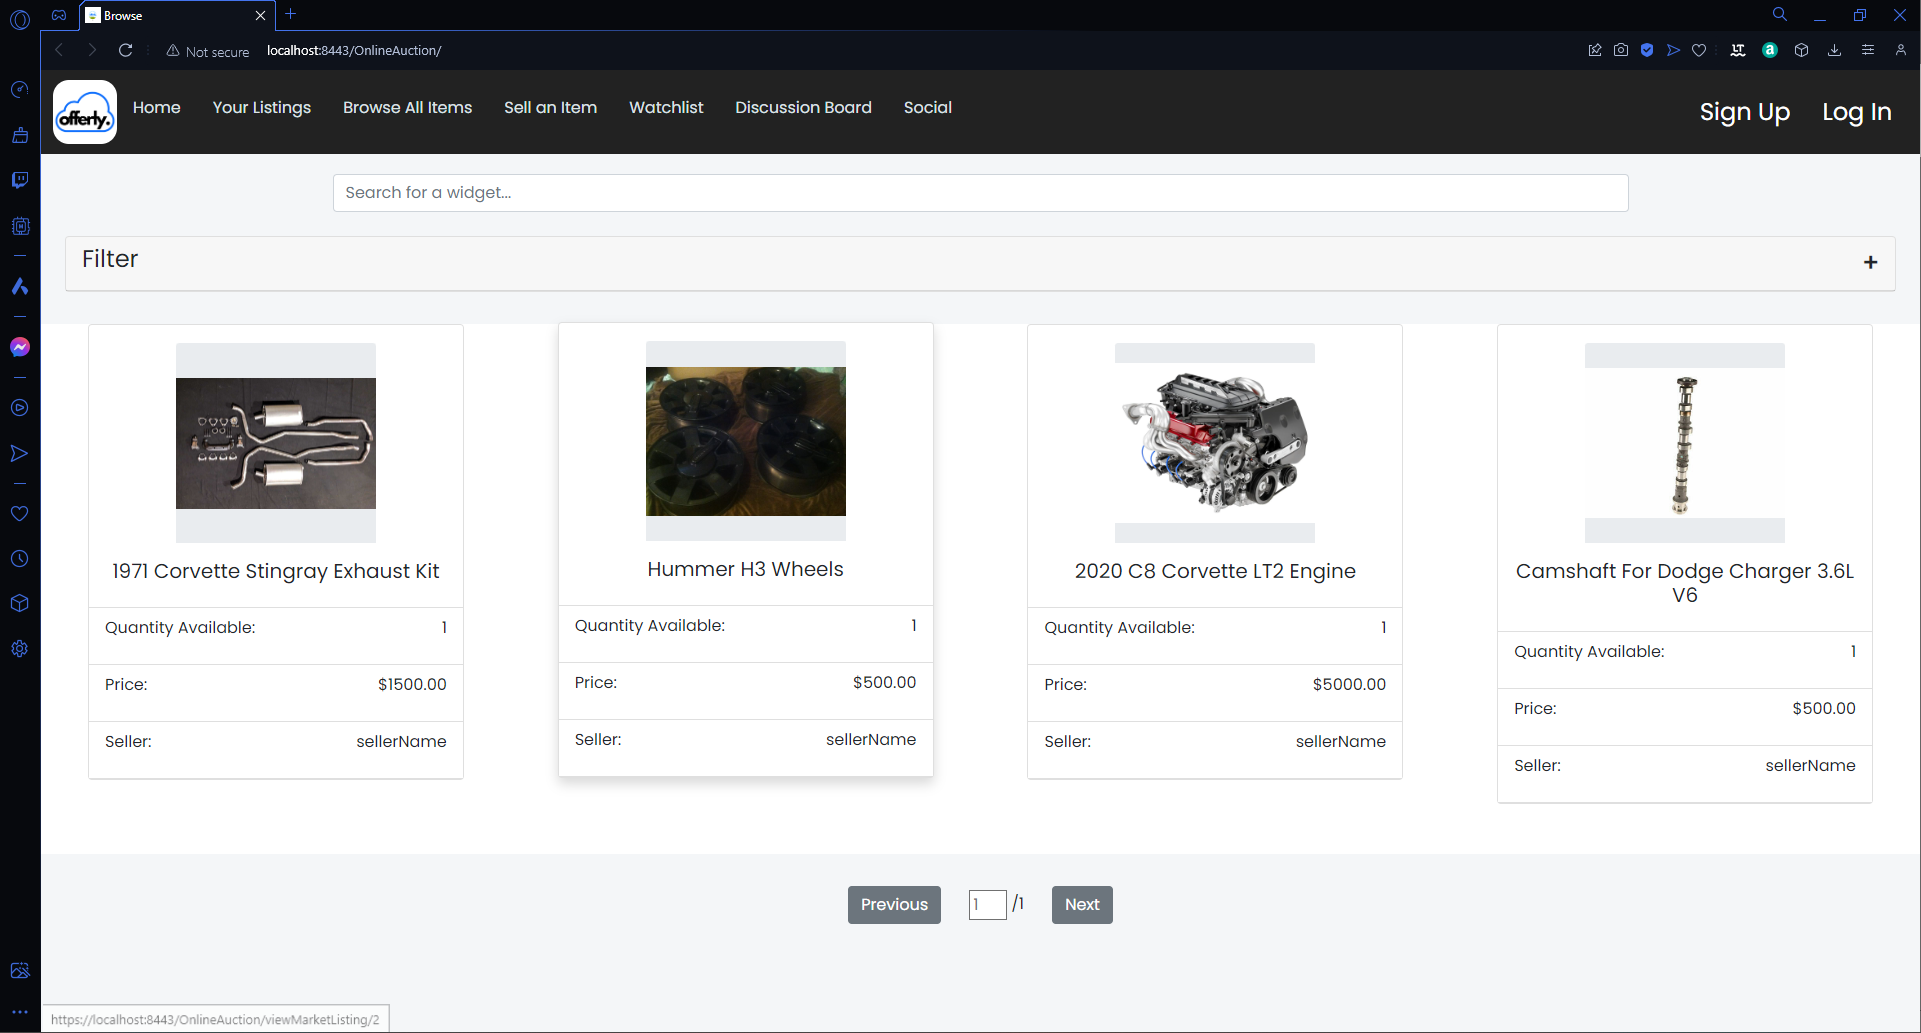 Browse
Not secure localhost:8443/OnlineAuction/
offerly.
Home Your Listings Browse All Items Sell an Item Watchlist Discussion Board Social Sign Up Log In
Search for a widget...
Filter +
1971 Corvette Stingray Exhaust Kit
Quantity Available: 1
Price: $1500.00
Seller: sellerName
Hummer H3 Wheels
Quantity Available: 1
Price: $500.00
Seller: sellerName
2020 C8 Corvette LT2 Engine
Quantity Available: 1
Price: $5000.00
Seller: sellerName
Camshaft For Dodge Charger 3.6L
V6
Quantity Available: 1
Price: $500.00
Seller: sellerName
Previous 1 /1 Next
https://localhost:8443/OnlineAuction/viewMarketListing/2